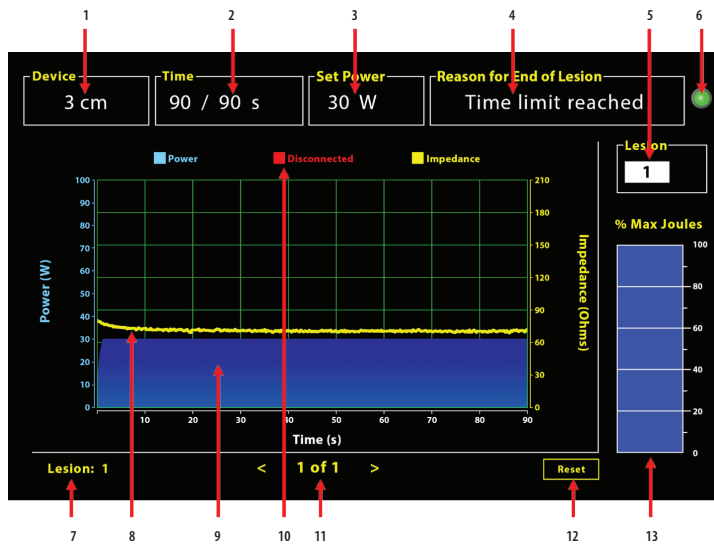 1 2 3 4 5 6
Device Time Set Power Reason for End of Lesion
3 cm 90 / 90 s 30 W Time limit reached
Lesion
1
Power Disconnected Impedance
% Max Joules
100 210 100
90
80 180
70 150 80
60
Power (W)
Impedance (Ohms)
50 120 60
40 90
30 60 40
20
10 30 20
0 0 0
10 20 30 40 50 60 70 80 90
Time (s)
Lesion: 1 < 1 of 1 > Reset
7 8 9 10 11 12 13